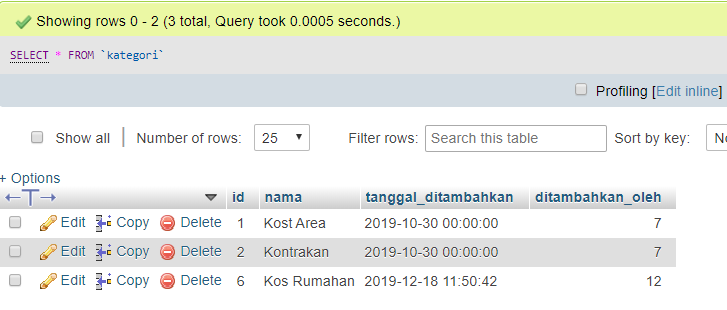 Showing rows 0 - 2 (3 total, Query took 0.0005 seconds.)
SELECT * FROM `kategori`
Profiling [Edit inline]
Show all | Number of rows: 25 Filter rows: Search this table Sort by key: No
+ Options
←T→ id nama tanggal_ditambahkan ditambahkan_oleh
Edit Copy Delete 1 Kost Area 2019-10-30 00:00:00 7
Edit Copy Delete 2 Kontrakan 2019-10-30 00:00:00 7
Edit Copy Delete 6 Kos Rumahan 2019-12-18 11:50:42 12